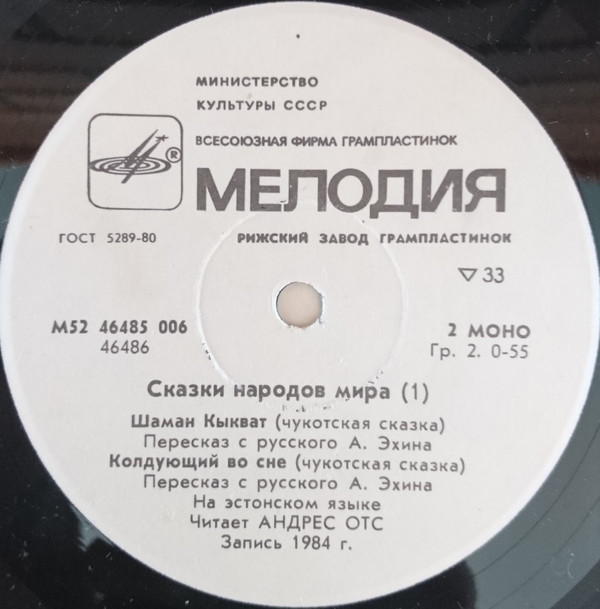 МИНИСТЕРСТВО
КУЛЬТУРЫ СССР
ВСЕСОЮЗНАЯ ФИРМА ГРАМПЛАСТИНОК
®
МЕЛОДИЯ
ГОСТ 5289-80
РИЖСКИЙ ЗАВОД ГРАМПЛАСТИНОК
▽ 33
М52 46485 006
46486
2 МОНО
Гр. 2. 0-55
Сказки народов мира (1)
Шаман Кыкват (чукотская сказка)
Пересказ с русского А. Эхина
Колдующий во сне (чукотская сказка)
Пересказ с русского А. Эхина
На эстонском языке
Читает АНДРЕС ОТС
Запись 1984 г.